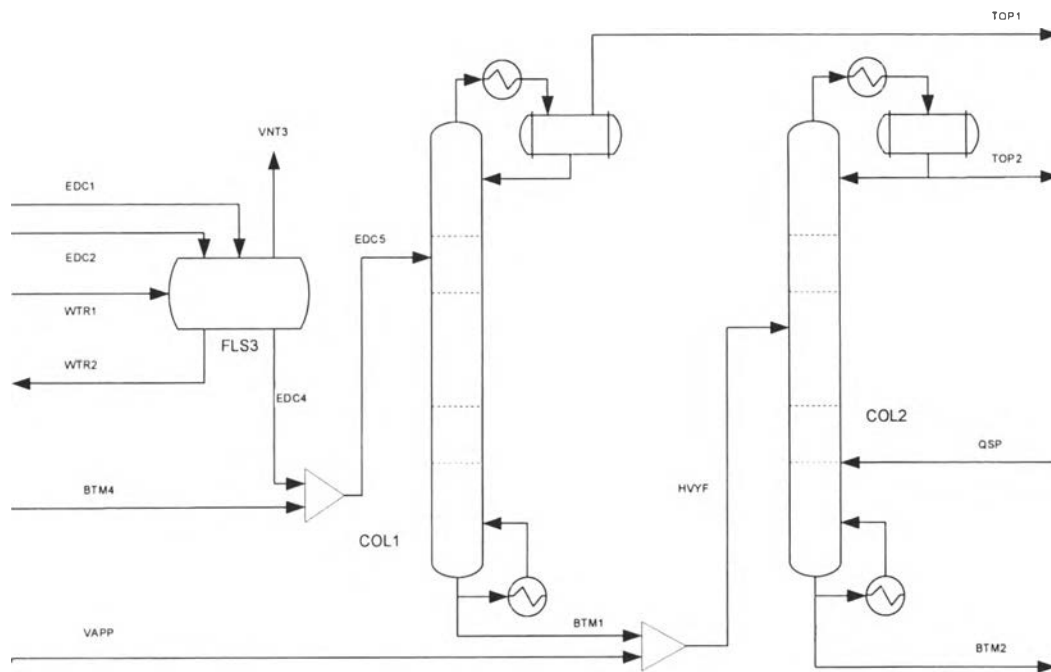 TOP1
VNT3
TOP2
EDC1
EDC5
EDC2
WTR1
FLS3
WTR2
EDC4
COL2
QSP
BTM4
HVYF
COL1
BTM1
VAPP
BTM2